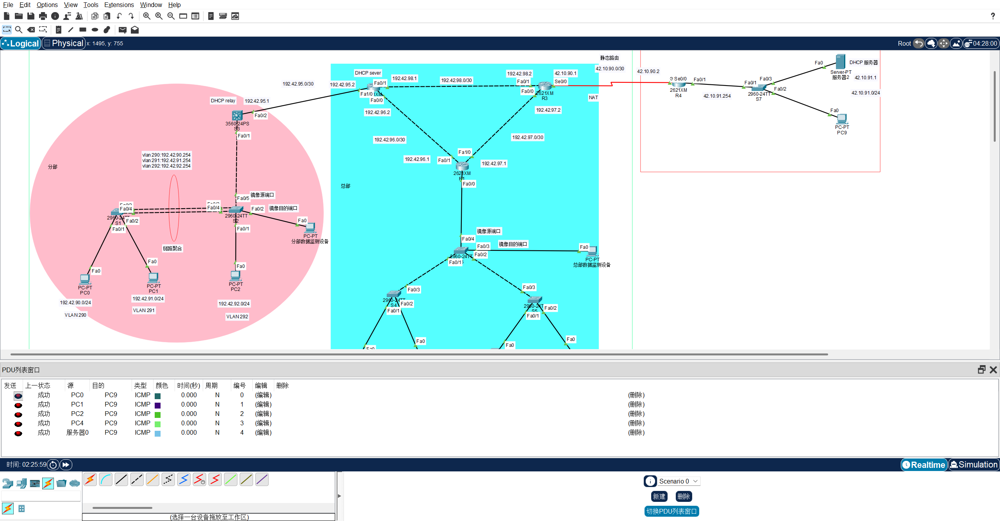 File Edit Options View Tools Extensions Window Help
?
Logical Physical x: 1495, y: 755 Root 04:28:00
静态路由
DHCP sever
192.42.98.1
192.42.98.0/30
192.42.98.2
42.10.90.1
42.10.90.0/30
42.10.90.2
192.42.95.0/30
192.42.95.2
Fa0/1
Fa1/0
Fa0/0
Fa0/1
Se0/0
Fa0/0
2621XM
R3
NAT
Se0/0
Fa0/1
2621XM
R4
42.10.91.254
Fa0/1
Fa0/3
Fa0/2
2960-24TT
S7
Fa0
DHCP 服务器
Server-PT
服务器2
42.10.91.1
42.10.91.0/24
Fa0
PC-PT
PC9
DHCP relay
192.42.95.1
Fa0/2
3560-24PS
S3
Fa0/1
192.42.96.2
192.42.97.2
192.42.96.0/30
192.42.97.0/30
Fa1/0
192.42.96.1
Fa0/1
192.42.97.1
2621XM
R1
Fa0/0
vlan 290:192.42.90.254
vlan 291:192.42.91.254
vlan 292:192.42.92.254
分部
总部
镜像源端口
Fa0/5
Fa0/4
Fa0/4
Fa0/2
镜像目的端口
S1
Fa0/2
Fa0/1
2960-24TT
S2
Fa0/1
Fa0
PC-PT
分部数据监测设备
链路聚合
镜像源端口
Fa0/4
Fa0/3
镜像目的端口
Fa0
2960-24TT
Fa0/2
Fa0/1
PC-PT
总部数据监测设备
Fa0
Fa0
Fa0
PC-PT
PC0
PC-PT
PC1
PC-PT
PC2
192.42.90.0/24
VLAN 290
192.42.91.0/24
VLAN 291
192.42.92.0/24
VLAN 292
Fa0/3
S4
Fa0/2
Fa0/1
Fa0/3
S5
Fa0/2
Fa0/1
Fa0
Fa0
Fa0
Fa0
PDU列表窗口
发送 上一状态 源 目的 类型 颜色 时间(秒) 周期 编号 编辑 删除
成功 PC0 PC9 ICMP 0.000 N 0 (编辑) (删除)
成功 PC1 PC9 ICMP 0.000 N 1 (编辑) (删除)
成功 PC2 PC9 ICMP 0.000 N 2 (编辑) (删除)
成功 PC4 PC9 ICMP 0.000 N 3 (编辑) (删除)
成功 服务器0 PC9 ICMP 0.000 N 4 (编辑) (删除)
时间: 02:25:59 Realtime Simulation
Scenario 0
新建 删除
切换PDU列表窗口
(选择一台设备拖放至工作区)